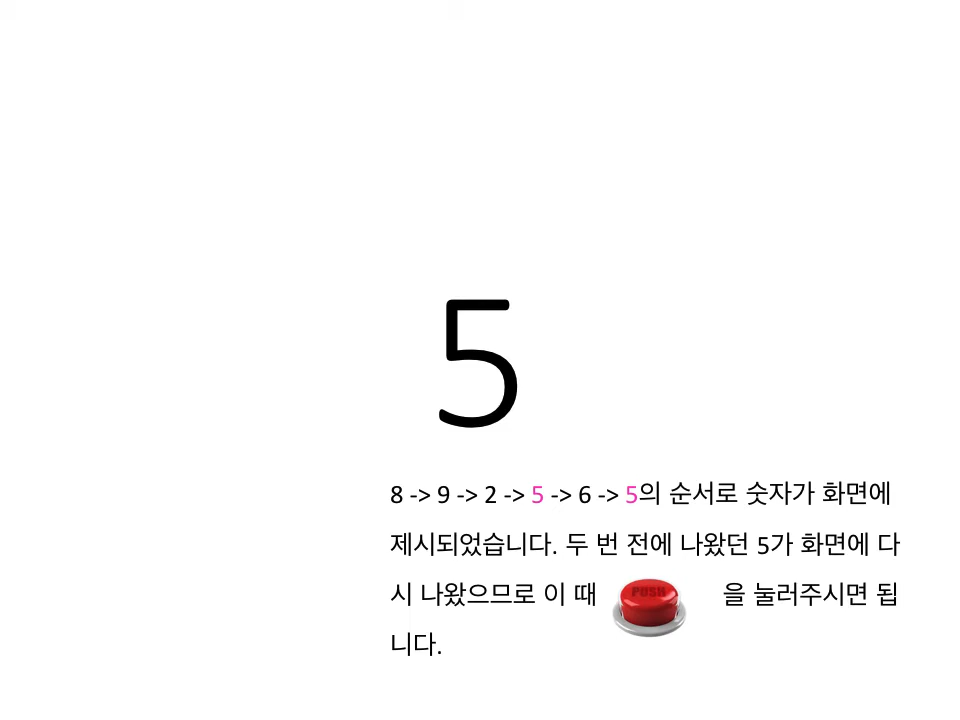 5
8 -> 9 -> 2 -> 5 -> 6 -> 5의 순서로 숫자가 화면에
제시되었습니다. 두 번 전에 나왔던 5가 화면에 다
시 나왔으므로 이 때 PUSH 을 눌러주시면 됩
니다.